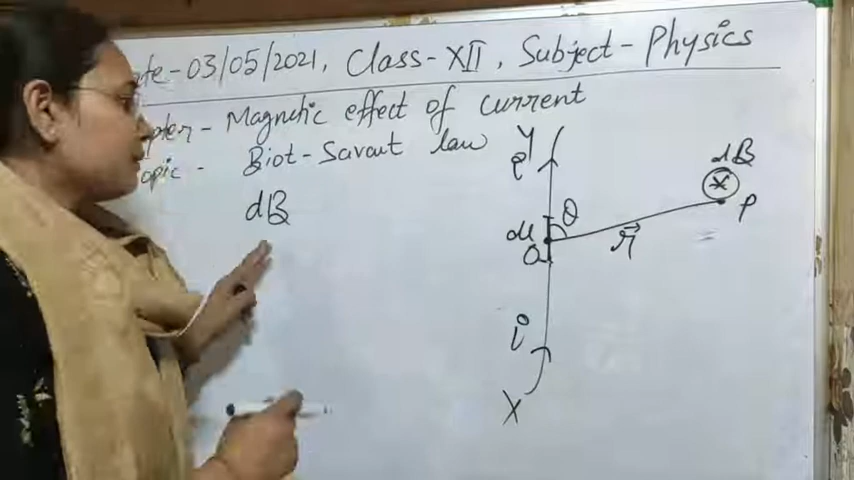 ate-03/05/2021, Class-XII, Subject-Physics
pter - Magnetic effect of current
opic - Biot-Savart law
dB
Y
dB
e
θ
P
dl
O
r
i
X